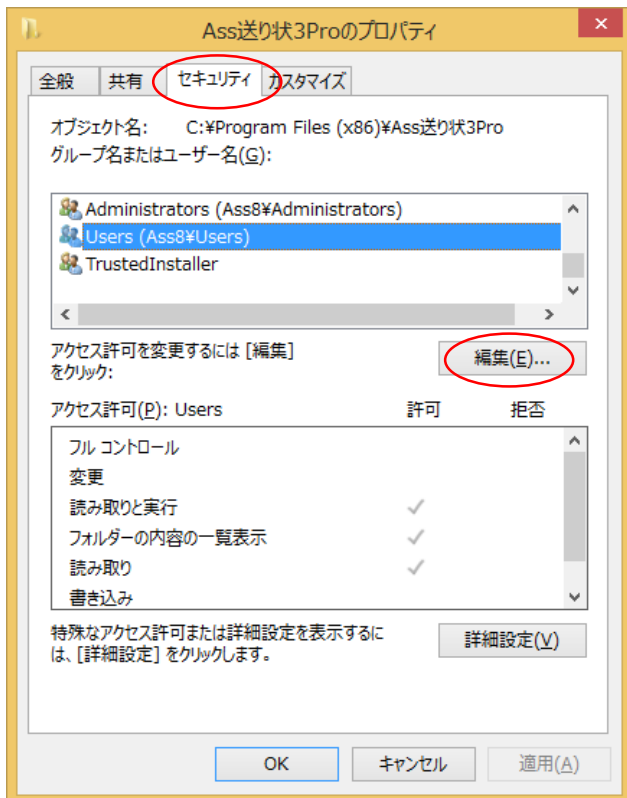 Ass送り状3Proのプロパティ
全般 共有 セキュリティ カスタマイズ
オブジェクト名: C:¥Program Files (x86)¥Ass送り状3Pro
グループ名またはユーザー名(G):
Administrators (Ass8¥Administrators)
Users (Ass8¥Users)
TrustedInstaller
アクセス許可を変更するには [編集]
をクリック:
編集(E)...
アクセス許可(P): Users 許可 拒否
フル コントロール
変更
読み取りと実行
フォルダーの内容の一覧表示
読み取り
書き込み
特殊なアクセス許可または詳細設定を表示するに
は、[詳細設定] をクリックします。
詳細設定(V)
OK キャンセル 適用(A)